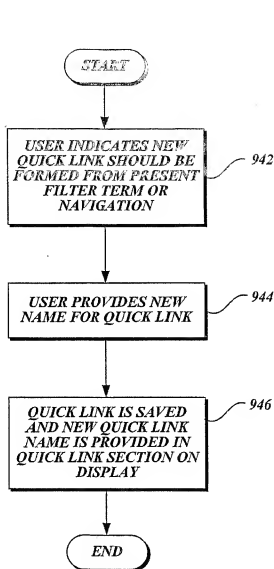 START
USER INDICATES NEW
QUICK LINK SHOULD BE
FORMED FROM PRESENT
FILTER TERM OR
NAVIGATION
942
USER PROVIDES NEW
NAME FOR QUICK LINK
944
QUICK LINK IS SAVED
AND NEW QUICK LINK
NAME IS PROVIDED IN
QUICK LINK SECTION ON
DISPLAY
946
END